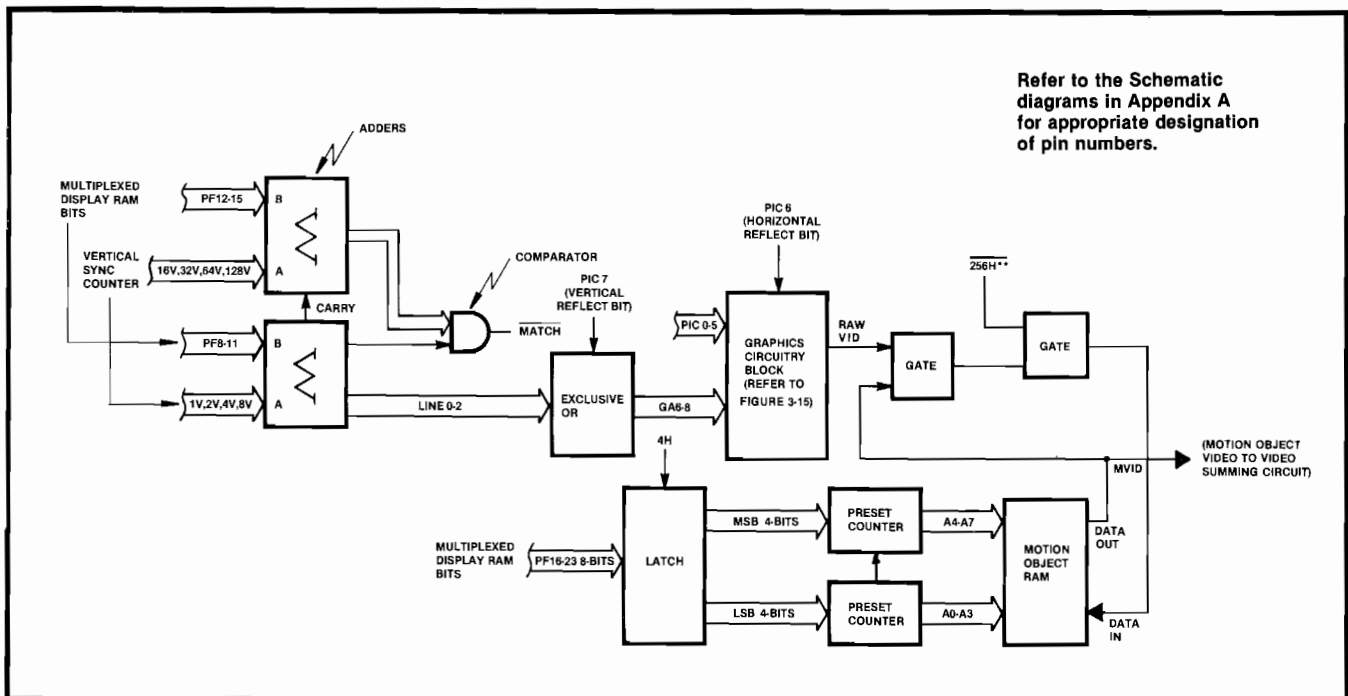 Refer to the Schematic
diagrams in Appendix A
for appropriate designation
of pin numbers.
ADDERS
MULTIPLEXED
DISPLAY RAM
BITS
PF12-15
B
VERTICAL
SYNC
COUNTER
16V,32V,64V,128V
A
CARRY
COMPARATOR
MATCH
PF8-11
B
1V,2V,4V,8V
A
LINE 0-2
PIC 7
(VERTICAL
REFLECT BIT)
EXCLUSIVE
OR
GA6-8
PIC 6
(HORIZONTAL
REFLECT BIT)
PIC 0-5
GRAPHICS
CIRCUITRY
BLOCK
(REFER TO
FIGURE 3-15)
RAW
VID
GATE
256H**
GATE
(MOTION OBJECT
VIDEO TO VIDEO
SUMMING CIRCUIT)
MVID
4H
MULTIPLEXED
DISPLAY RAM
BITS
PF16-23 8-BITS
LATCH
MSB 4-BITS
PRESET
COUNTER
A4-A7
LSB 4-BITS
PRESET
COUNTER
A0-A3
MOTION
OBJECT
RAM
DATA
OUT
DATA
IN